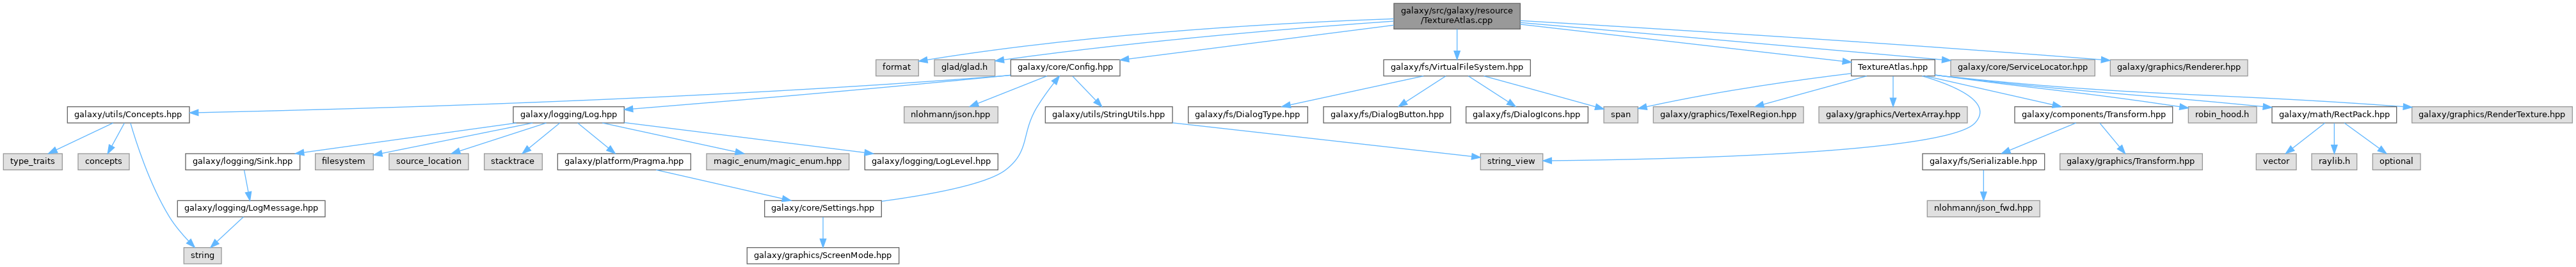 galaxy/src/galaxy/resource
/TextureAtlas.cpp
format
glad/glad.h
galaxy/core/Config.hpp
galaxy/fs/VirtualFileSystem.hpp
TextureAtlas.hpp
galaxy/core/ServiceLocator.hpp
galaxy/graphics/Renderer.hpp
galaxy/utils/Concepts.hpp
galaxy/logging/Log.hpp
nlohmann/json.hpp
galaxy/utils/StringUtils.hpp
galaxy/fs/DialogType.hpp
galaxy/fs/DialogButton.hpp
galaxy/fs/DialogIcons.hpp
span
galaxy/graphics/TexelRegion.hpp
galaxy/graphics/VertexArray.hpp
galaxy/components/Transform.hpp
robin_hood.h
galaxy/math/RectPack.hpp
galaxy/graphics/RenderTexture.hpp
type_traits
concepts
galaxy/logging/Sink.hpp
filesystem
source_location
stacktrace
galaxy/platform/Pragma.hpp
magic_enum/magic_enum.hpp
galaxy/logging/LogLevel.hpp
string_view
galaxy/fs/Serializable.hpp
galaxy/graphics/Transform.hpp
vector
raylib.h
optional
galaxy/logging/LogMessage.hpp
galaxy/core/Settings.hpp
nlohmann/json_fwd.hpp
string
galaxy/graphics/ScreenMode.hpp